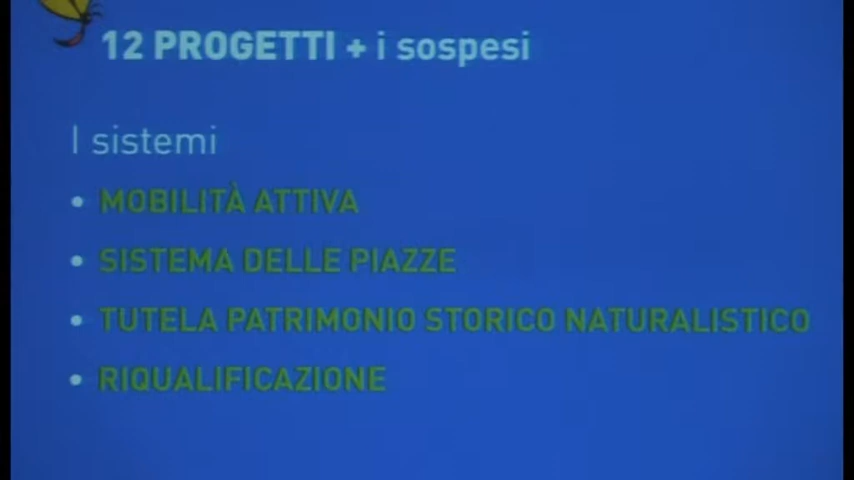 12 PROGETTI + i sospesi
I sistemi
• MOBILITÀ ATTIVA
• SISTEMA DELLE PIAZZE
• TUTELA PATRIMONIO STORICO NATURALISTICO
• RIQUALIFICAZIONE